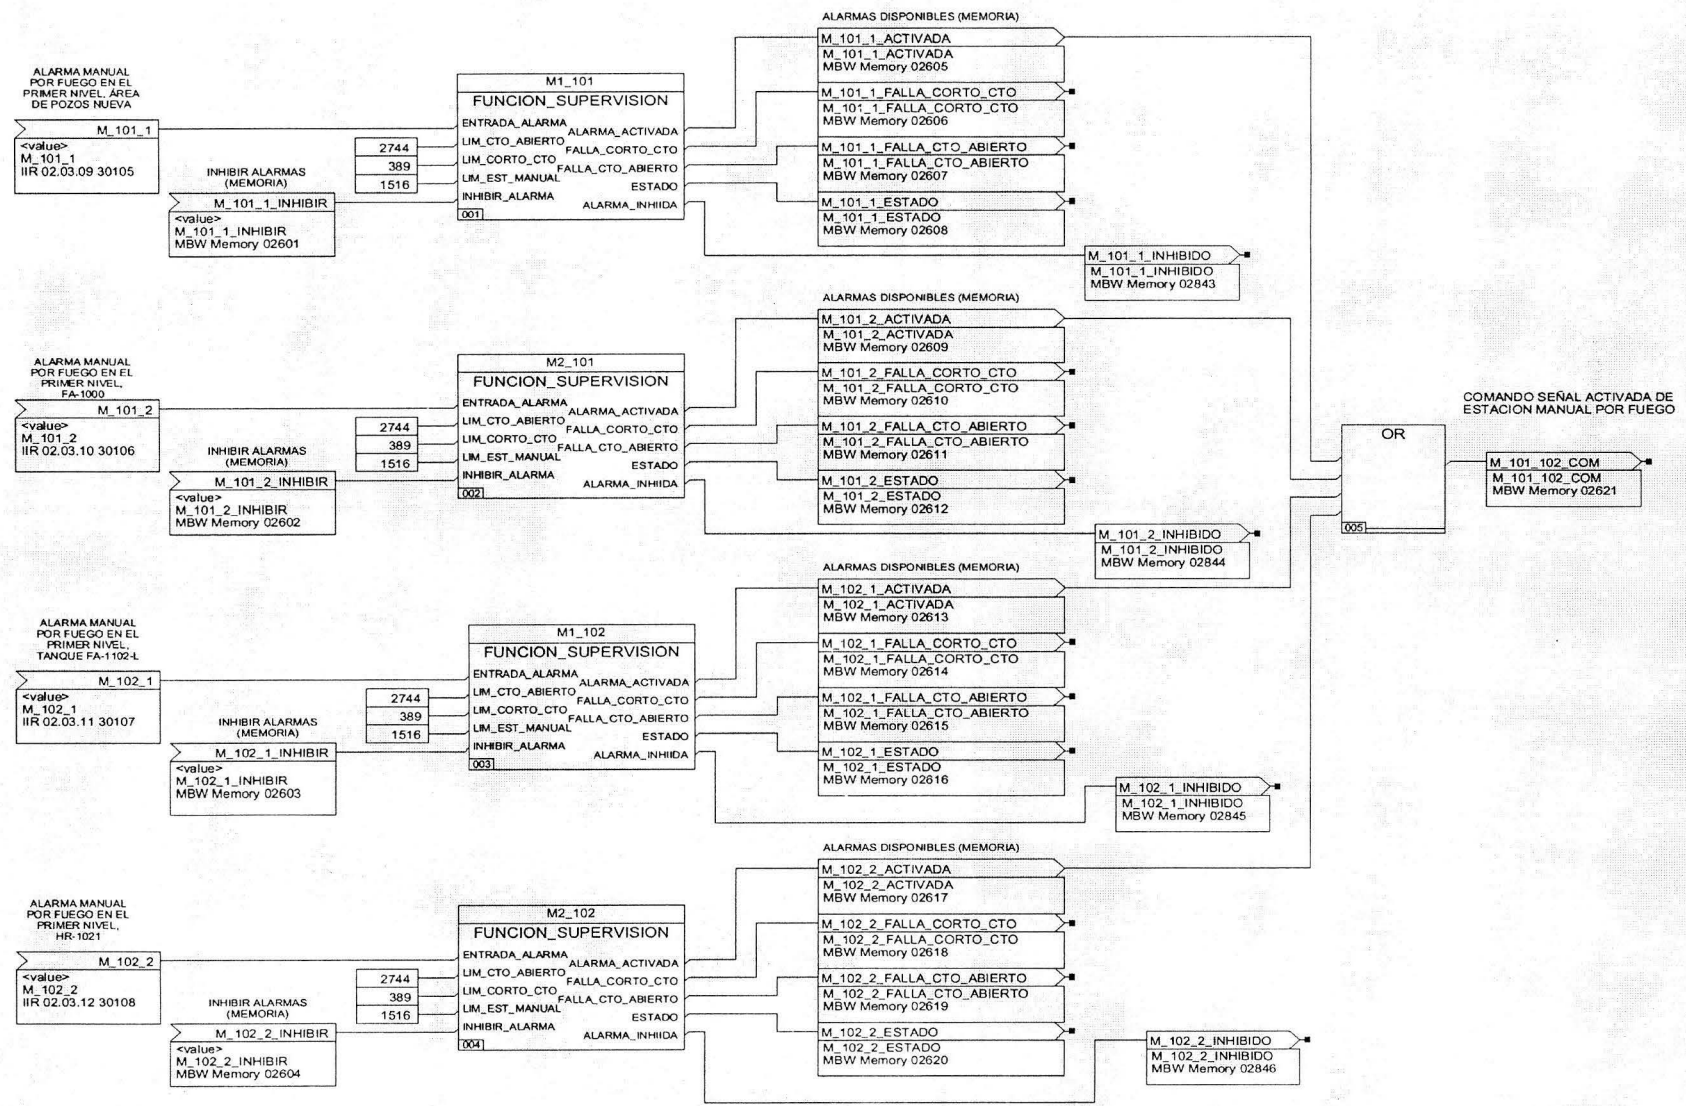 ALARMAS DISPONIBLES (MEMORIA)
M_101_1_ACTIVADA
M_101_1_ACTIVADA
MBW Memory 02605
ALARMA MANUAL
POR FUEGO EN EL
PRIMER NIVEL, ÁREA
DE POZOS NUEVA
M_101_1
<value>
M_101_1
IIR 02.03.09 30105
INHIBIR ALARMAS
(MEMORIA)
M_101_1_INHIBIR
<value>
M_101_1_INHIBIR
MBW Memory 02601
2744
389
1516
M1_101
FUNCION_SUPERVISION
ENTRADA_ALARMA
LIM_CTO_ABIERTO
LIM_CORTO_CTO
LIM_EST_MANUAL
INHIBIR_ALARMA
ALARMA_ACTIVADA
FALLA_CORTO_CTO
FALLA_CTO_ABIERTO
ESTADO
ALARMA_INHIIDA
001
M_101_1_FALLA_CORTO_CTO
M_101_1_FALLA_CORTO_CTO
MBW Memory 02606
M_101_1_FALLA_CTO_ABIERTO
M_101_1_FALLA_CTO_ABIERTO
MBW Memory 02607
M_101_1_ESTADO
M_101_1_ESTADO
MBW Memory 02608
M_101_1_INHIBIDO
M_101_1_INHIBIDO
MBW Memory 02843
ALARMAS DISPONIBLES (MEMORIA)
M_101_2_ACTIVADA
M_101_2_ACTIVADA
MBW Memory 02609
ALARMA MANUAL
POR FUEGO EN EL
PRIMER NIVEL,
FA-1000
M_101_2
<value>
M_101_2
IIR 02.03.10 30106
INHIBIR ALARMAS
(MEMORIA)
M_101_2_INHIBIR
<value>
M_101_2_INHIBIR
MBW Memory 02602
2744
389
1516
M2_101
FUNCION_SUPERVISION
ENTRADA_ALARMA
LIM_CTO_ABIERTO
LIM_CORTO_CTO
LIM_EST_MANUAL
INHIBIR_ALARMA
ALARMA_ACTIVADA
FALLA_CORTO_CTO
FALLA_CTO_ABIERTO
ESTADO
ALARMA_INHIIDA
002
M_101_2_FALLA_CORTO_CTO
M_101_2_FALLA_CORTO_CTO
MBW Memory 02610
M_101_2_FALLA_CTO_ABIERTO
M_101_2_FALLA_CTO_ABIERTO
MBW Memory 02611
M_101_2_ESTADO
M_101_2_ESTADO
MBW Memory 02612
M_101_2_INHIBIDO
M_101_2_INHIBIDO
MBW Memory 02844
COMANDO SEÑAL ACTIVADA DE
ESTACION MANUAL POR FUEGO
OR
005
M_101_102_COM
M_101_102_COM
MBW Memory 02621
ALARMAS DISPONIBLES (MEMORIA)
M_102_1_ACTIVADA
M_102_1_ACTIVADA
MBW Memory 02613
ALARMA MANUAL
POR FUEGO EN EL
PRIMER NIVEL,
TANQUE FA-1102-L
M_102_1
<value>
M_102_1
IIR 02.03.11 30107
INHIBIR ALARMAS
(MEMORIA)
M_102_1_INHIBIR
<value>
M_102_1_INHIBIR
MBW Memory 02603
2744
389
1516
M1_102
FUNCION_SUPERVISION
ENTRADA_ALARMA
LIM_CTO_ABIERTO
LIM_CORTO_CTO
LIM_EST_MANUAL
INHIBIR_ALARMA
ALARMA_ACTIVADA
FALLA_CORTO_CTO
FALLA_CTO_ABIERTO
ESTADO
ALARMA_INHIIDA
003
M_102_1_FALLA_CORTO_CTO
M_102_1_FALLA_CORTO_CTO
MBW Memory 02614
M_102_1_FALLA_CTO_ABIERTO
M_102_1_FALLA_CTO_ABIERTO
MBW Memory 02615
M_102_1_ESTADO
M_102_1_ESTADO
MBW Memory 02616
M_102_1_INHIBIDO
M_102_1_INHIBIDO
MBW Memory 02845
ALARMAS DISPONIBLES (MEMORIA)
M_102_2_ACTIVADA
M_102_2_ACTIVADA
MBW Memory 02617
ALARMA MANUAL
POR FUEGO EN EL
PRIMER NIVEL,
HR-1021
M_102_2
<value>
M_102_2
IIR 02.03.12 30108
INHIBIR ALARMAS
(MEMORIA)
M_102_2_INHIBIR
<value>
M_102_2_INHIBIR
MBW Memory 02604
2744
389
1516
M2_102
FUNCION_SUPERVISION
ENTRADA_ALARMA
LIM_CTO_ABIERTO
LIM_CORTO_CTO
LIM_EST_MANUAL
INHIBIR_ALARMA
ALARMA_ACTIVADA
FALLA_CORTO_CTO
FALLA_CTO_ABIERTO
ESTADO
ALARMA_INHIIDA
004
M_102_2_FALLA_CORTO_CTO
M_102_2_FALLA_CORTO_CTO
MBW Memory 02618
M_102_2_FALLA_CTO_ABIERTO
M_102_2_FALLA_CTO_ABIERTO
MBW Memory 02619
M_102_2_ESTADO
M_102_2_ESTADO
MBW Memory 02620
M_102_2_INHIBIDO
M_102_2_INHIBIDO
MBW Memory 02846